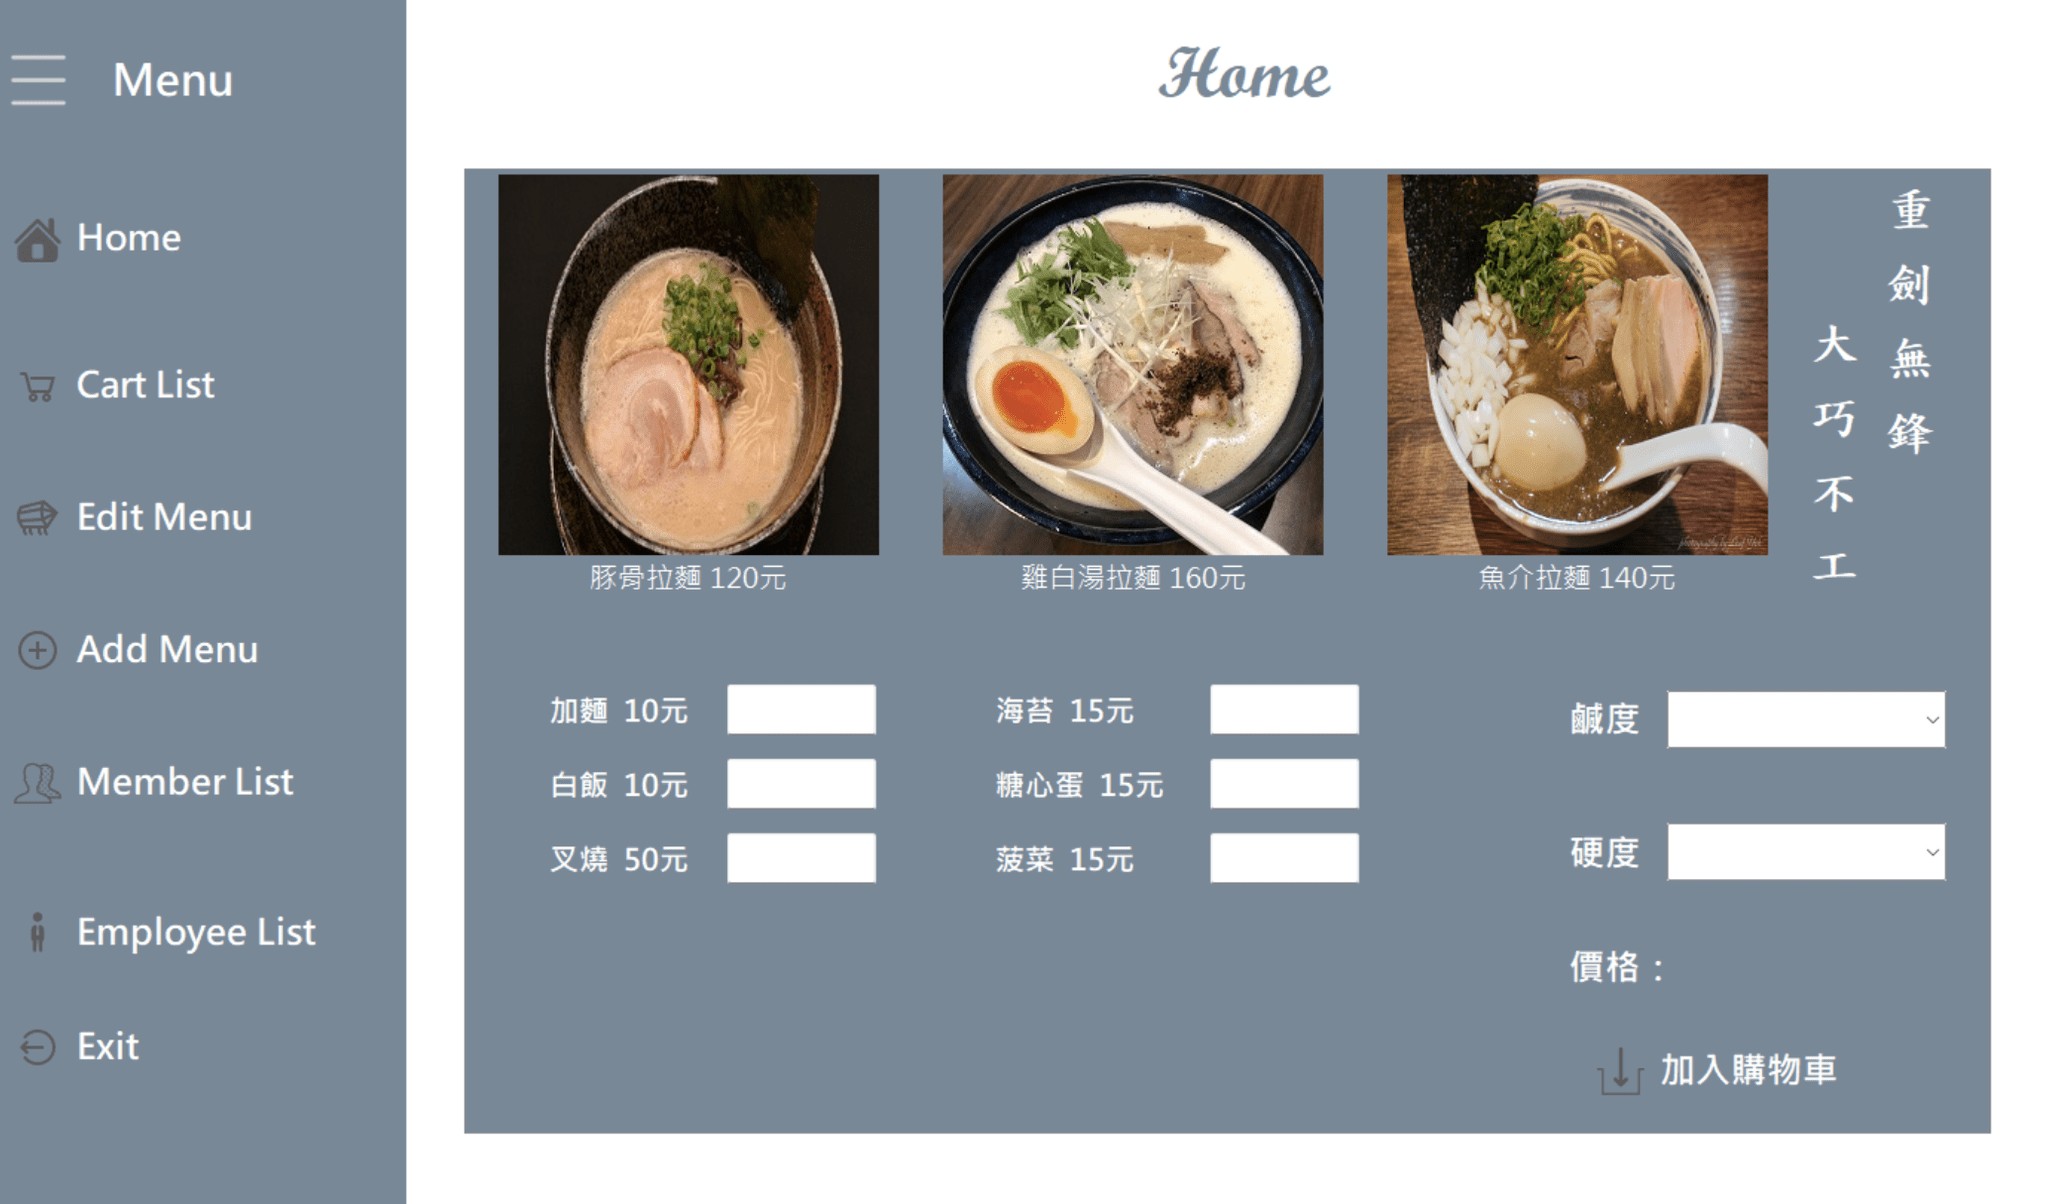 Menu
Home
Cart List
Edit Menu
Add Menu
Member List
Employee List
Exit
Home
重劍無鋒
大巧不工
豚骨拉麵 120元
雞白湯拉麵 160元
魚介拉麵 140元
加麵 10元
海苔 15元
鹹度
白飯 10元
糖心蛋 15元
叉燒 50元
菠菜 15元
硬度
價格：
加入購物車